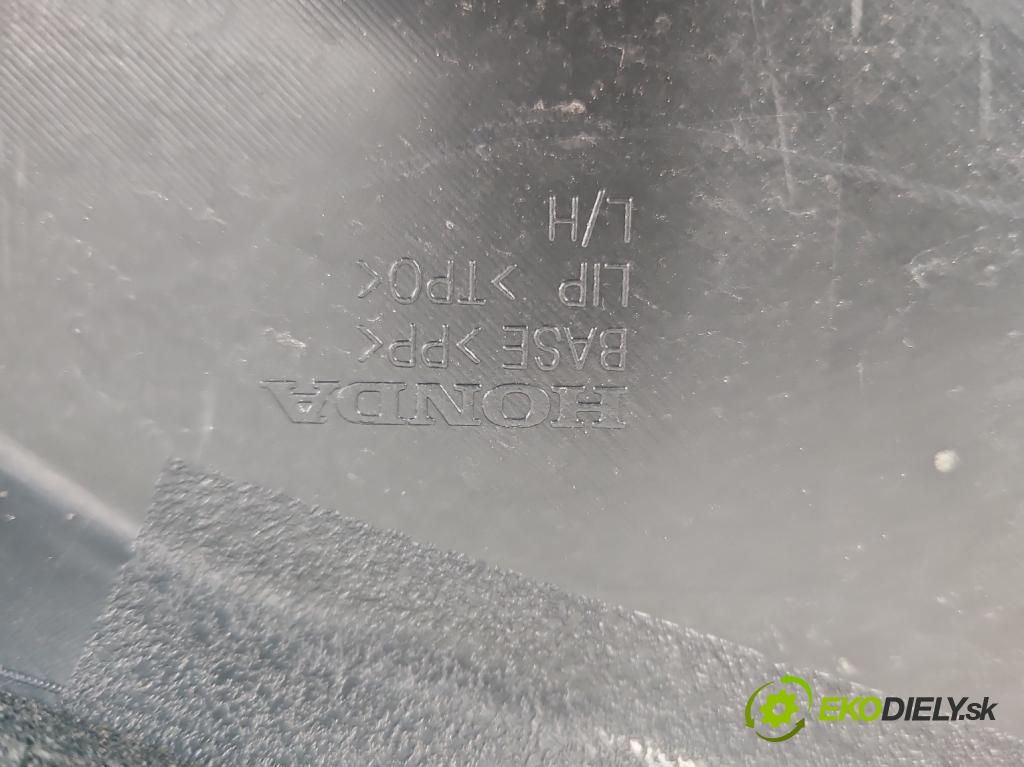 HONDA
BASE >PP<
LIP >TPO<
L/H
EKODIELY.sk